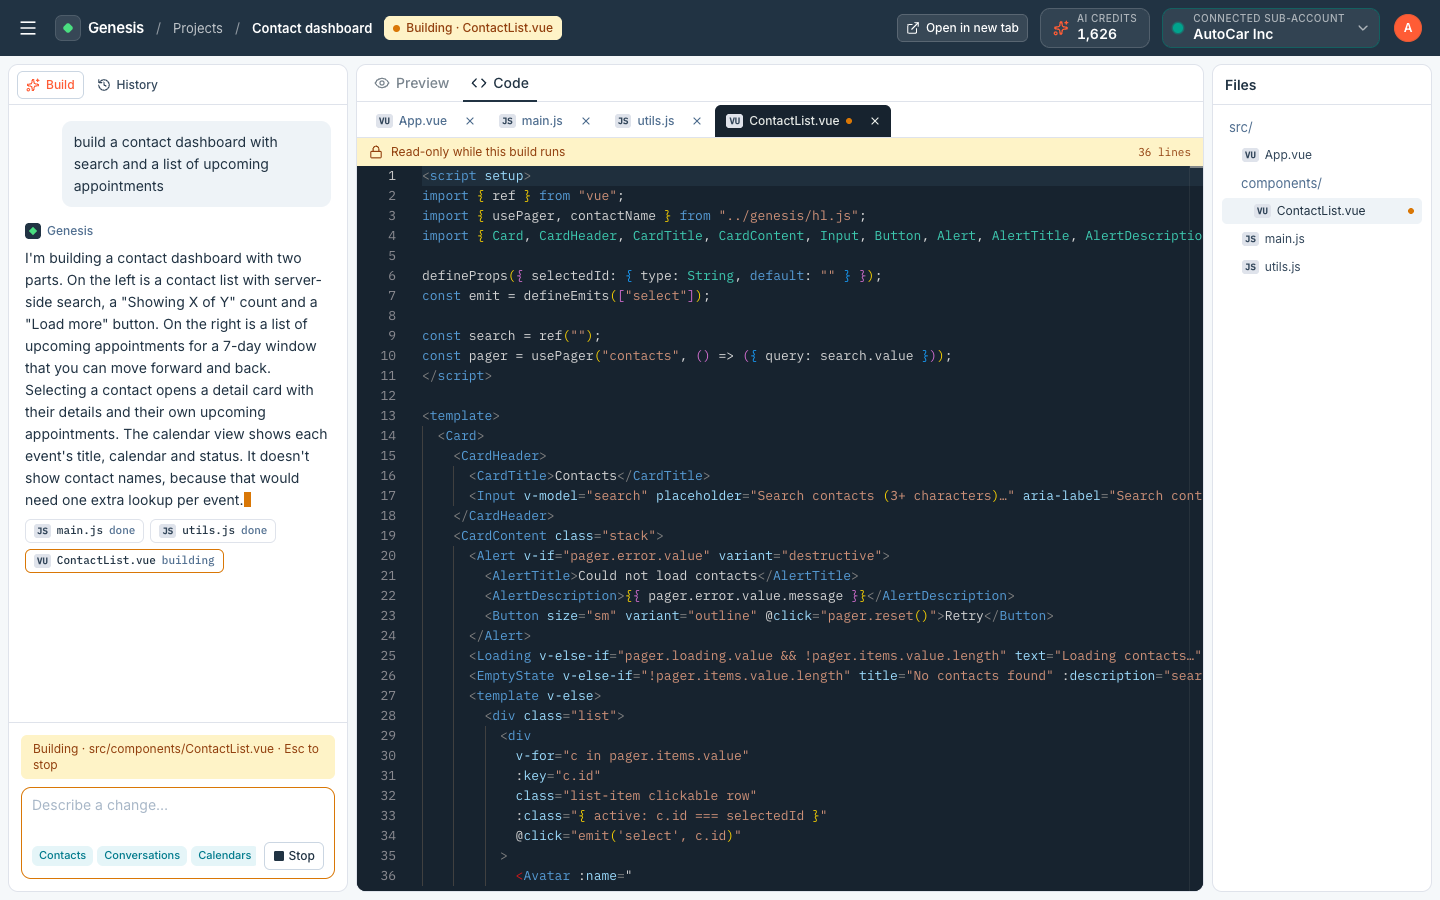 Genesis / Projects / Contact dashboard Building · ContactList.vue
Open in new tab
AI CREDITS
1,626
CONNECTED SUB-ACCOUNT
AutoCar Inc
A
Build History
build a contact dashboard with
search and a list of upcoming
appointments
Genesis
I'm building a contact dashboard with two
parts. On the left is a contact list with server-
side search, a "Showing X of Y" count and a
"Load more" button. On the right is a list of
upcoming appointments for a 7-day window
that you can move forward and back.
Selecting a contact opens a detail card with
their details and their own upcoming
appointments. The calendar view shows each
event's title, calendar and status. It doesn't
show contact names, because that would
need one extra lookup per event.
JS main.js done JS utils.js done
VU ContactList.vue building
Building · src/components/ContactList.vue · Esc to
stop
Describe a change...
Contacts Conversations Calendars Stop
Preview Code
VU App.vue × JS main.js × JS utils.js × VU ContactList.vue ×
Read-only while this build runs 36 lines
1 <script setup>
2 import { ref } from "vue";
3 import { usePager, contactName } from "../genesis/hl.js";
4 import { Card, CardHeader, CardTitle, CardContent, Input, Button, Alert, AlertTitle, AlertDescriptio
5
6 defineProps({ selectedId: { type: String, default: "" } });
7 const emit = defineEmits(["select"]);
8
9 const search = ref("");
10 const pager = usePager("contacts", () => ({ query: search.value }));
11 </script>
12
13 <template>
14 <Card>
15 <CardHeader>
16 <CardTitle>Contacts</CardTitle>
17 <Input v-model="search" placeholder="Search contacts (3+ characters)…" aria-label="Search cont
18 </CardHeader>
19 <CardContent class="stack">
20 <Alert v-if="pager.error.value" variant="destructive">
21 <AlertTitle>Could not load contacts</AlertTitle>
22 <AlertDescription>{{ pager.error.value.message }}</AlertDescription>
23 <Button size="sm" variant="outline" @click="pager.reset()">Retry</Button>
24 </Alert>
25 <Loading v-else-if="pager.loading.value && !pager.items.value.length" text="Loading contacts…"
26 <EmptyState v-else-if="!pager.items.value.length" title="No contacts found" :description="sear
27 <template v-else>
28 <div class="list">
29 <div
30 v-for="c in pager.items.value"
31 :key="c.id"
32 class="list-item clickable row"
33 :class="{ active: c.id === selectedId }"
34 @click="emit('select', c.id)"
35 >
36 <Avatar :name="
Files
src/
VU App.vue
components/
VU ContactList.vue
JS main.js
JS utils.js